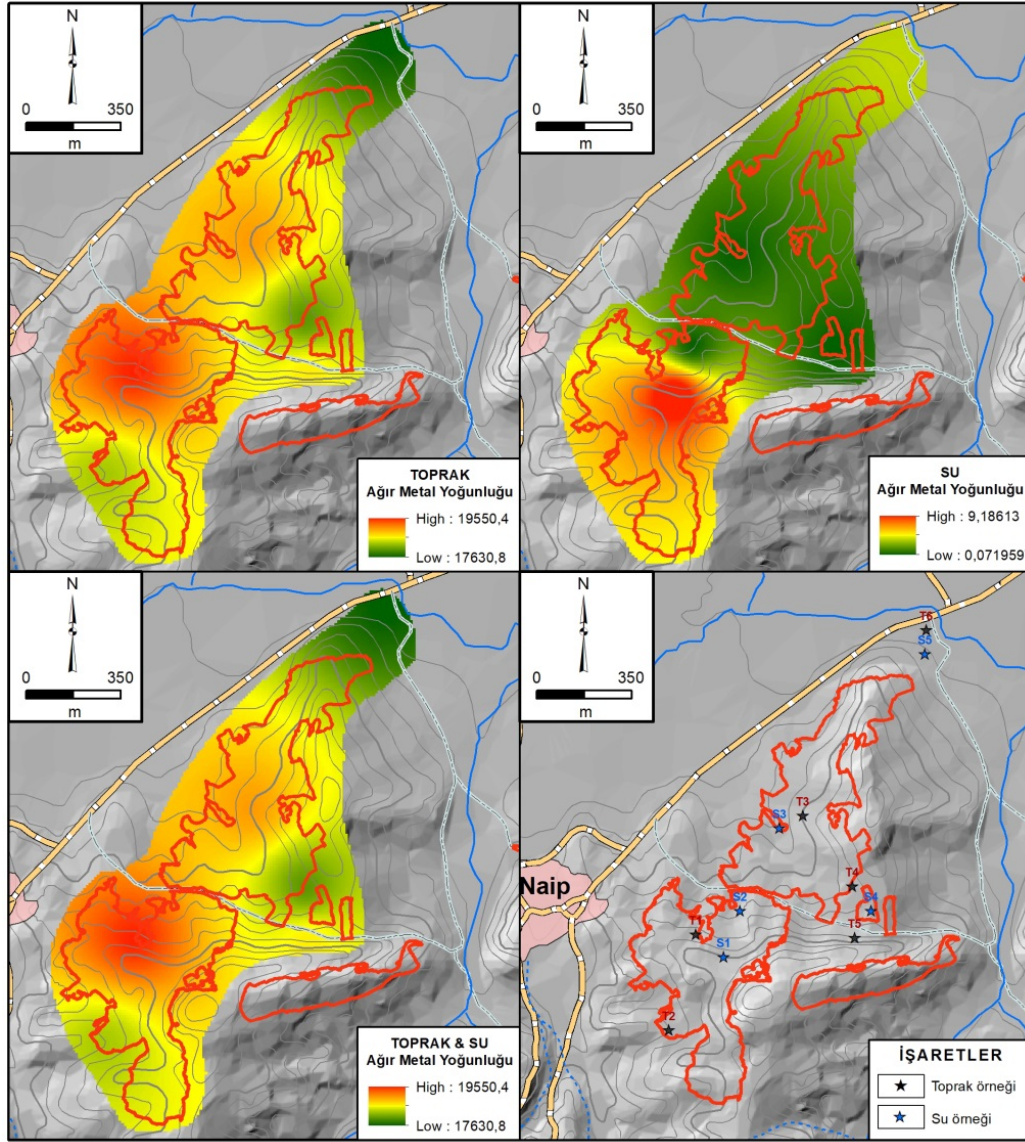 N
0 350
m
TOPRAK
Ağır Metal Yoğunluğu
High : 19550,4
Low : 17630,8
N
0 350
m
SU
Ağır Metal Yoğunluğu
High : 9,18613
Low : 0,071959
N
0 350
m
TOPRAK & SU
Ağır Metal Yoğunluğu
High : 19550,4
Low : 17630,8
N
0 350
m
T6
S5
T3
S3
T4
Naip
S2
S4
T1
T5
S1
T2
İŞARETLER
Toprak örneği
Su örneği